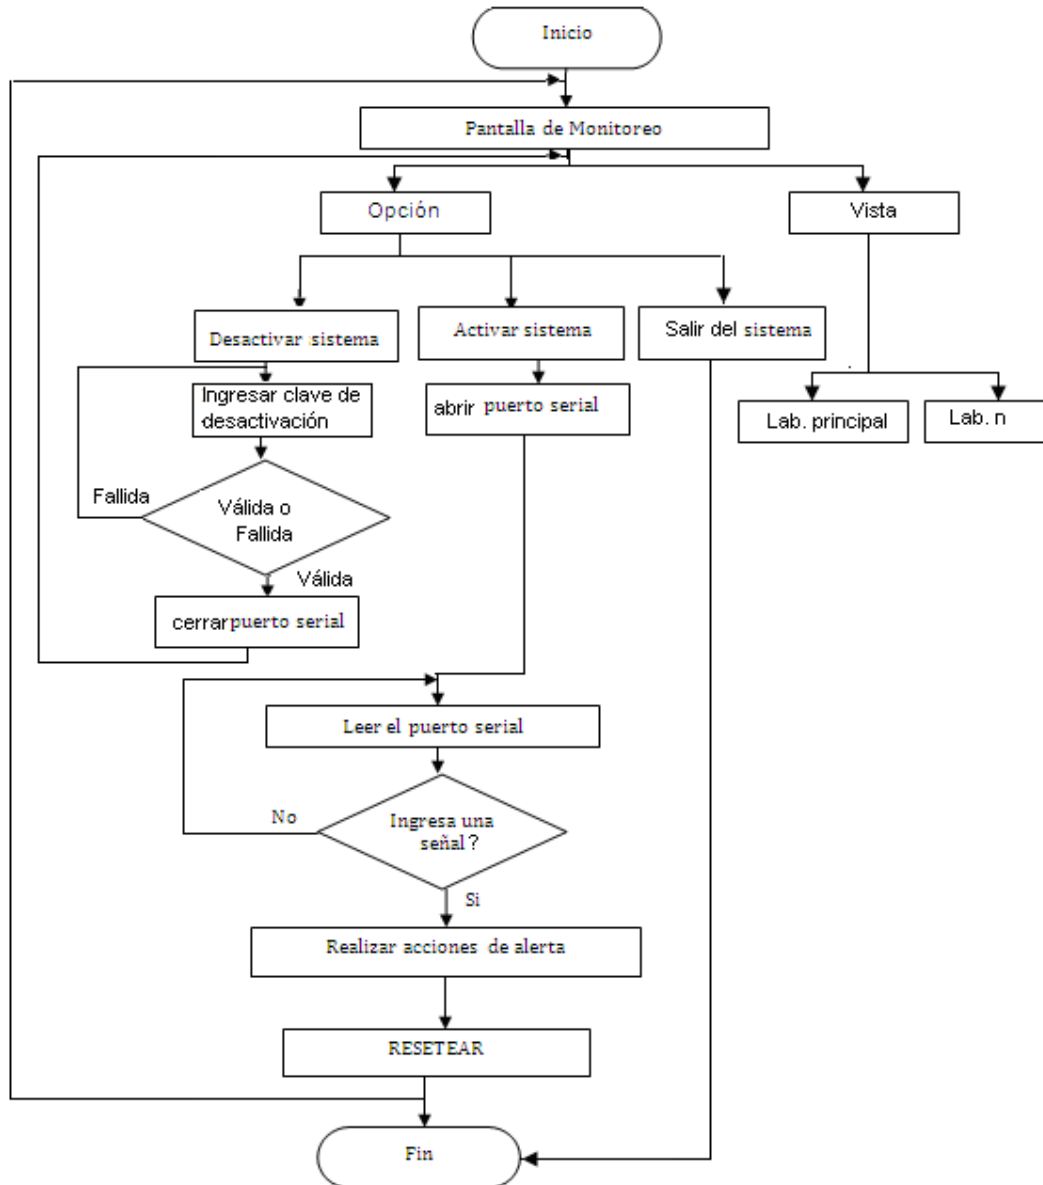 Inicio
Pantalla de Monitoreo
Opción
Vista
Desactivar sistema
Activar sistema
Salir del sistema
Ingresar clave de
desactivación
abrir puerto serial
Lab. principal
Lab. n
Fallida
Válida o
Fallida
Válida
cerrar puerto serial
Leer el puerto serial
No
Ingresa una
señal?
Si
Realizar acciones de alerta
RESETEAR
Fin